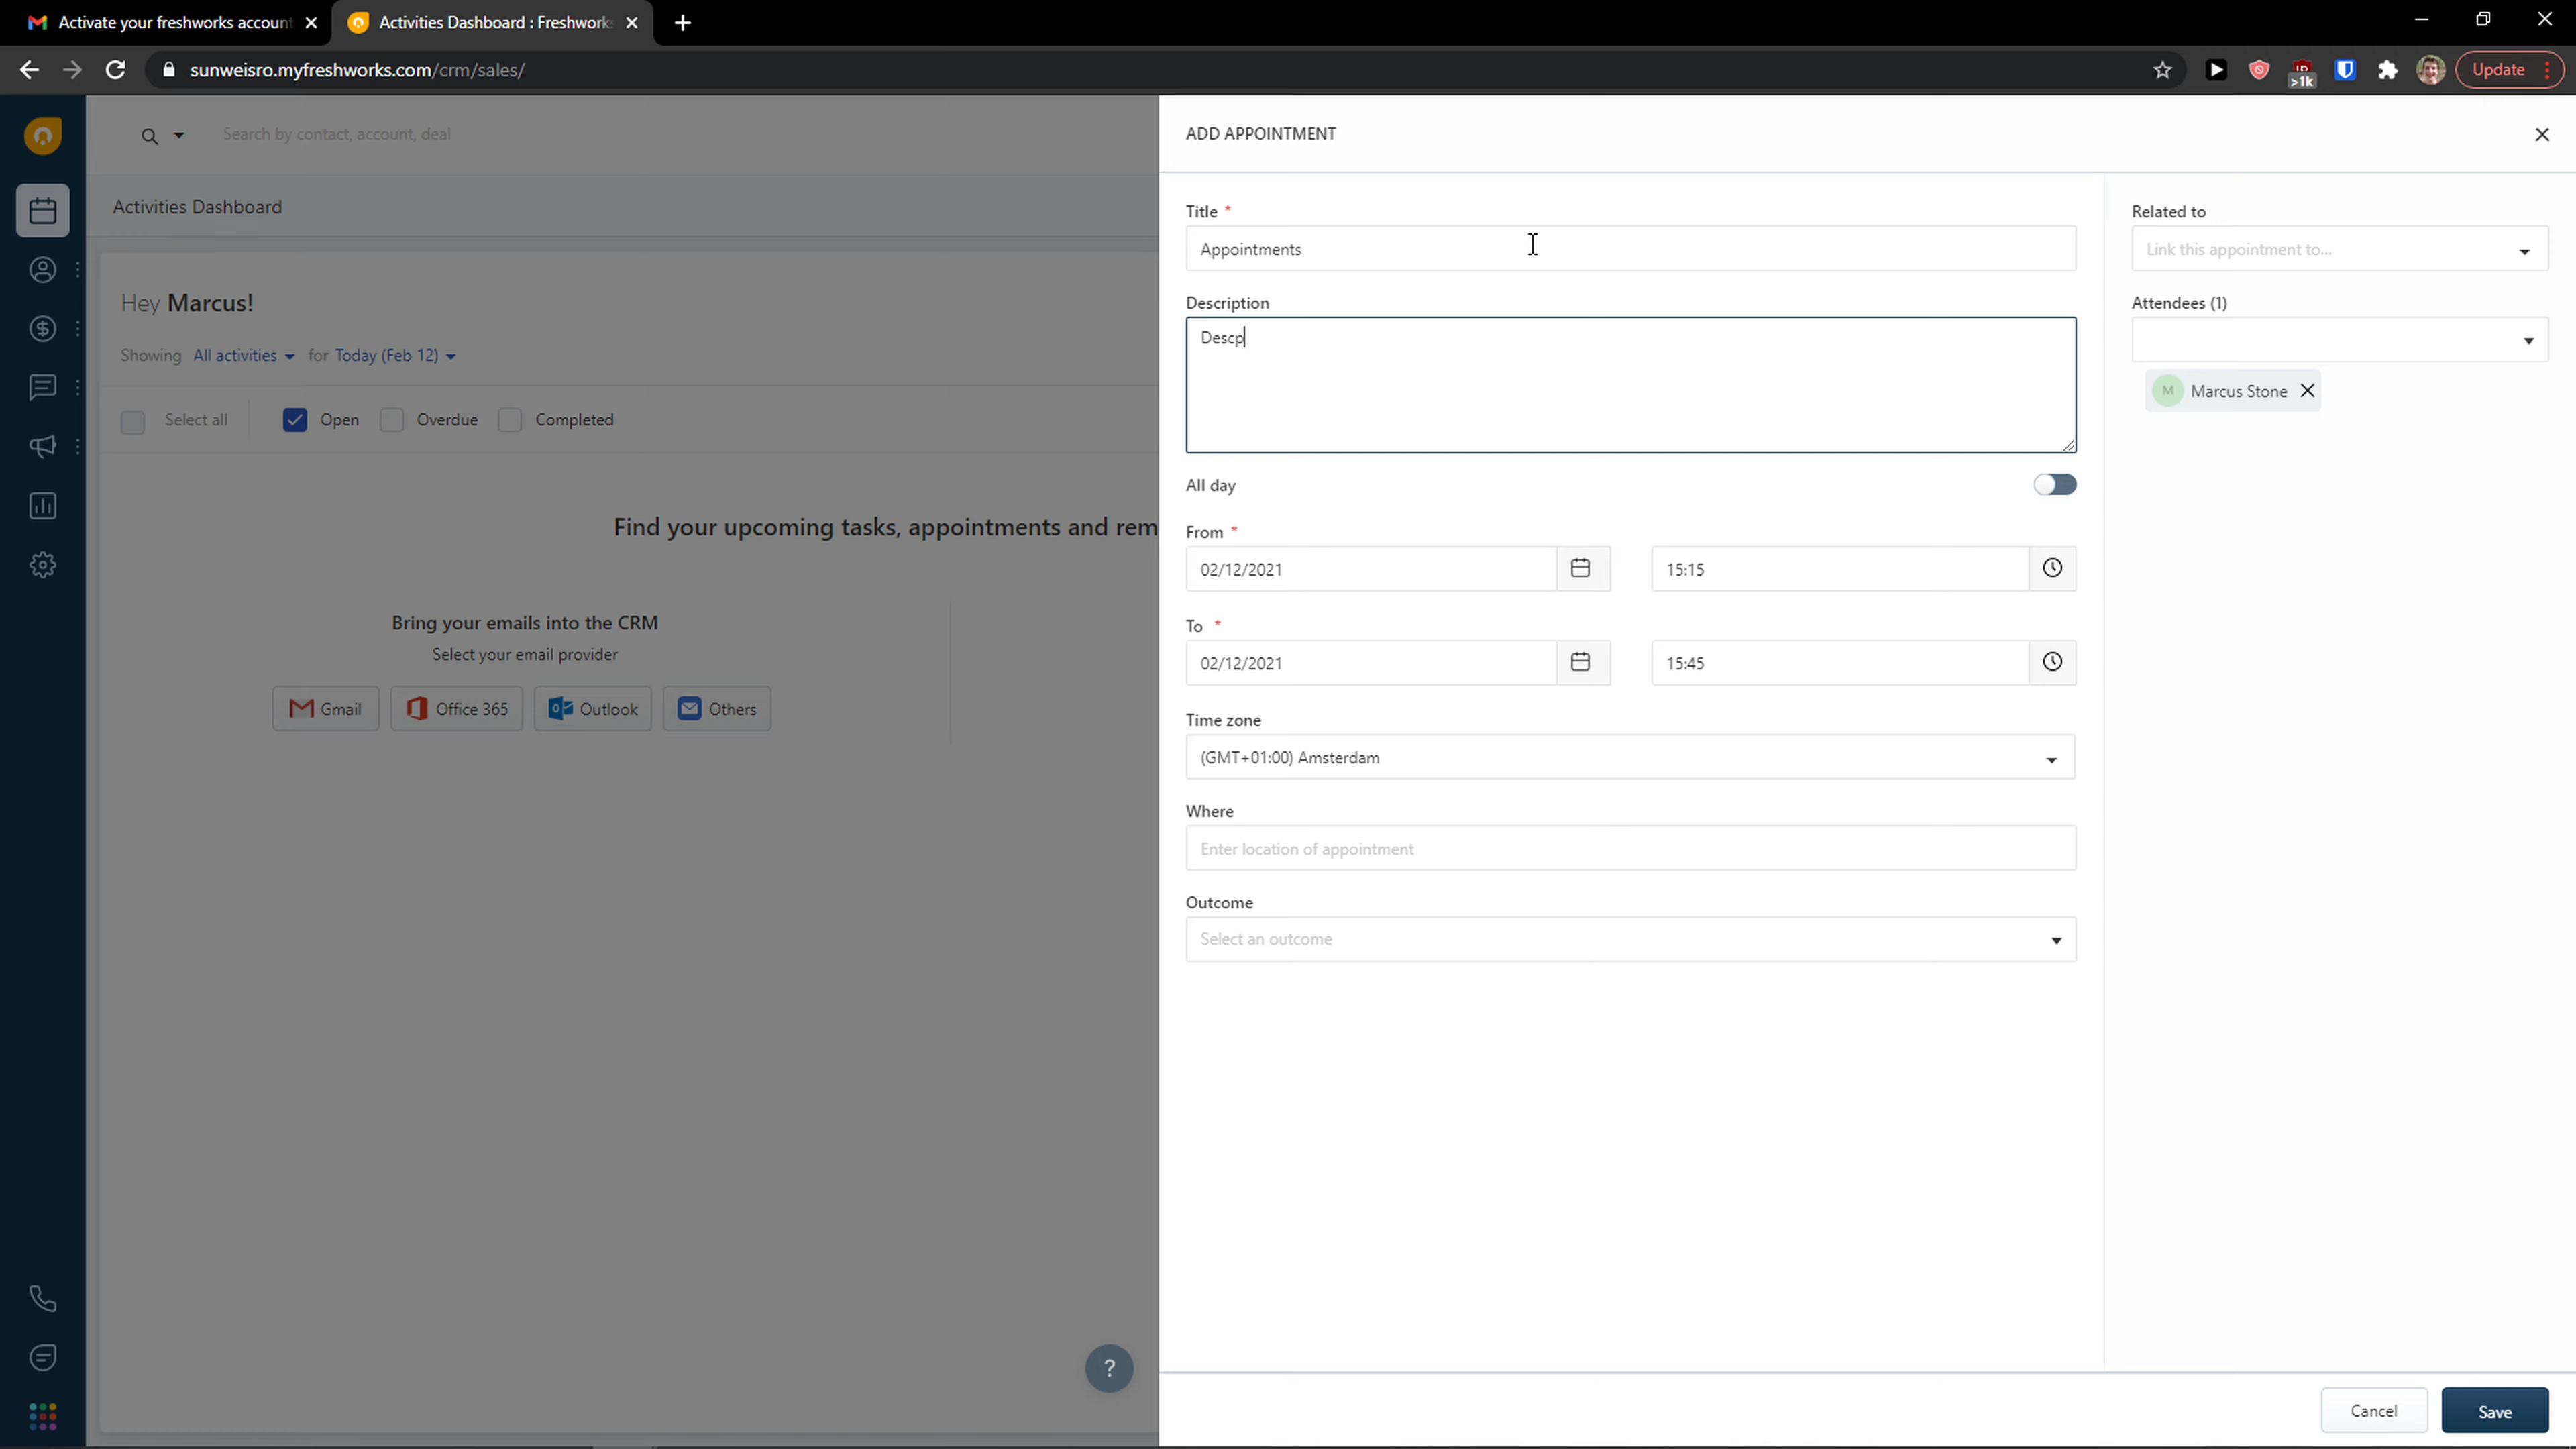 Activate your freshworks account
Activities Dashboard : Freshworks
sunweisro.myfreshworks.com/crm/sales/
>1k
Update
Search by contact, account, deal
Activities Dashboard
Hey Marcus!
Showing All activities for Today (Feb 12)
Select all Open Overdue Completed
Find your upcoming tasks, appointments and rem
Bring your emails into the CRM
Select your email provider
Gmail Office 365 Outlook Others
?
ADD APPOINTMENT
Title *
Appointments
Description
Descp
All day
From *
02/12/2021 15:15
To *
02/12/2021 15:45
Time zone
(GMT+01:00) Amsterdam
Where
Enter location of appointment
Outcome
Select an outcome
Related to
Link this appointment to...
Attendees (1)
M Marcus Stone
Cancel Save